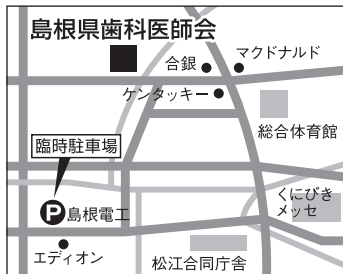 島根県歯科医師会
合銀
マクドナルド
ケンタッキー
総合体育館
臨時駐車場
くにびき
メッセ
P 島根電工
エディオン
松江合同庁舎